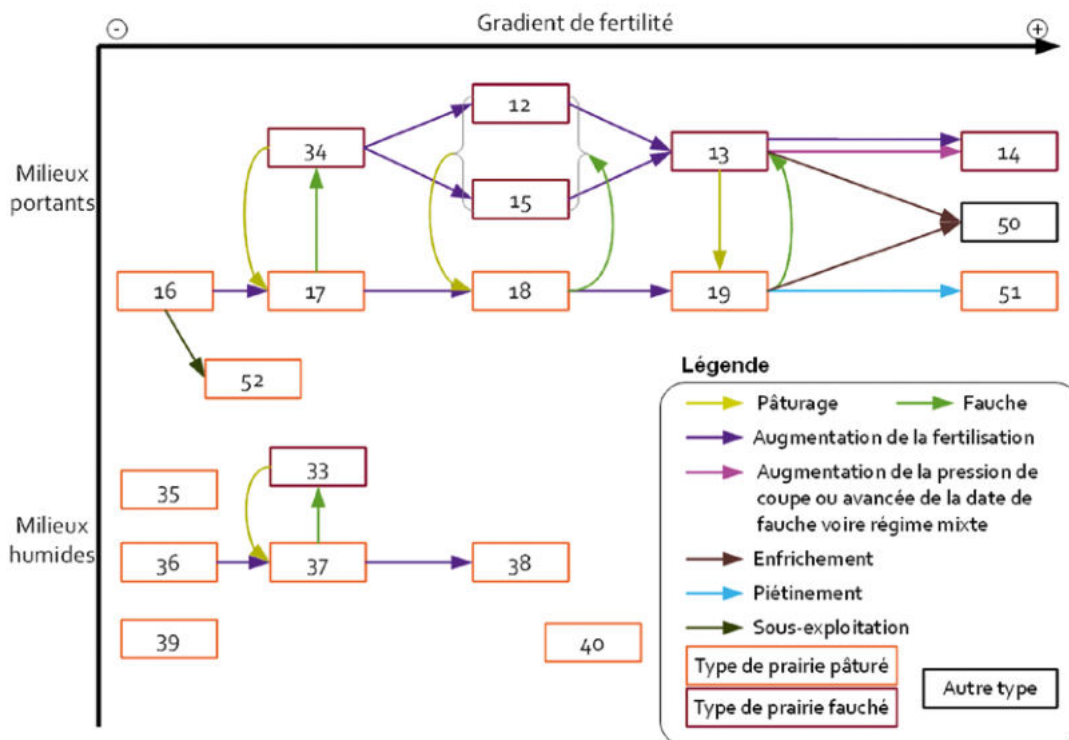 Gradient de fertilité
-
+
12
34
13
14
Milieux
portants
15
50
16
17
18
19
51
52
Légende
Pâturage
Fauche
Augmentation de la fertilisation
Augmentation de la pression de
coupe ou avancée de la date de
fauche voire régime mixte
Enfrichement
Piétinement
Sous-exploitation
Type de prairie pâturé
Type de prairie fauché
Autre type
33
35
Milieux
humides
36
37
38
39
40